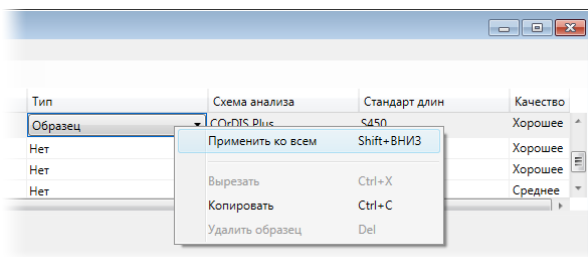 Тип Схема анализа Стандарт длин Качество
Образец COrDIS Plus S450 Хорошее
Применить ко всем Shift+ВНИЗ
Нет Хорошее
Нет Хорошее
Вырезать Ctrl+X
Нет Среднее
Копировать Ctrl+C
Удалить образец Del